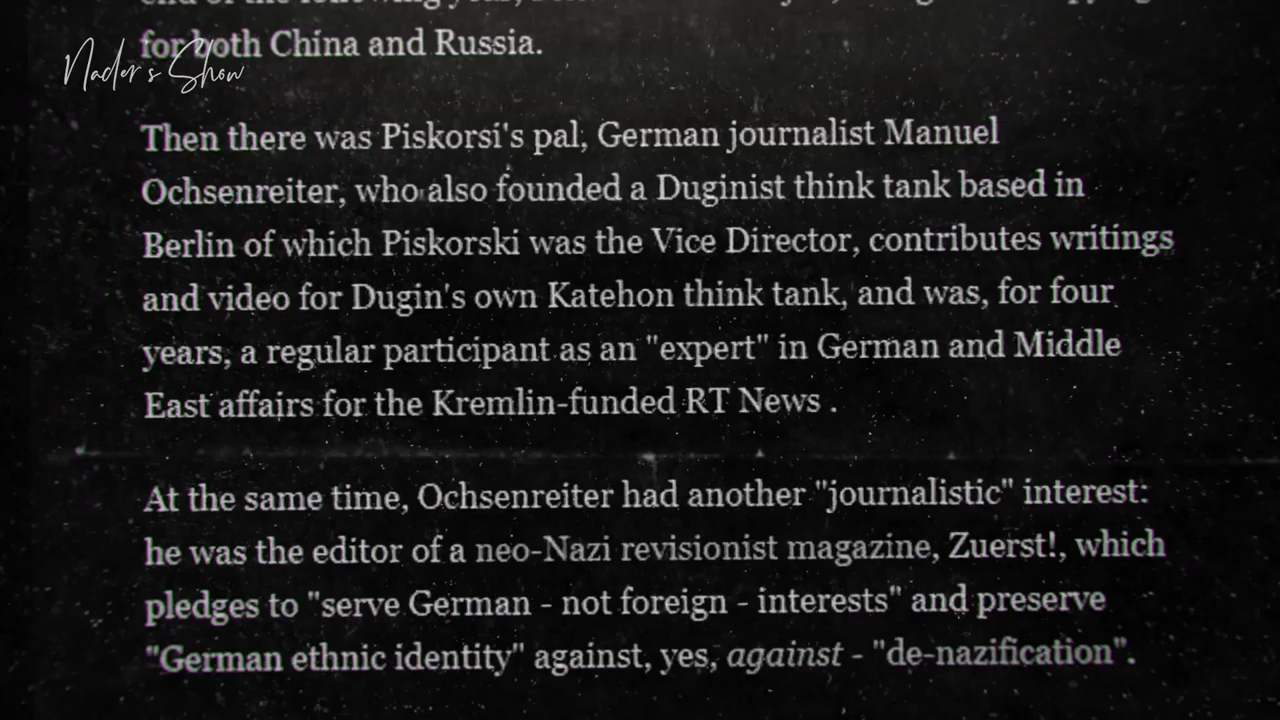 for both China and Russia.
Nader's Show
Then there was Piskorsi's pal, German journalist Manuel
Ochsenreiter, who also founded a Duginist think tank based in
Berlin of which Piskorski was the Vice Director, contributes writings
and video for Dugin's own Katehon think tank, and was, for four
years, a regular participant as an "expert" in German and Middle
East affairs for the Kremlin-funded RT News .
At the same time, Ochsenreiter had another "journalistic" interest:
he was the editor of a neo-Nazi revisionist magazine, Zuerst!, which
pledges to "serve German - not foreign - interests" and preserve
"German ethnic identity" against, yes, against - "de-nazification".